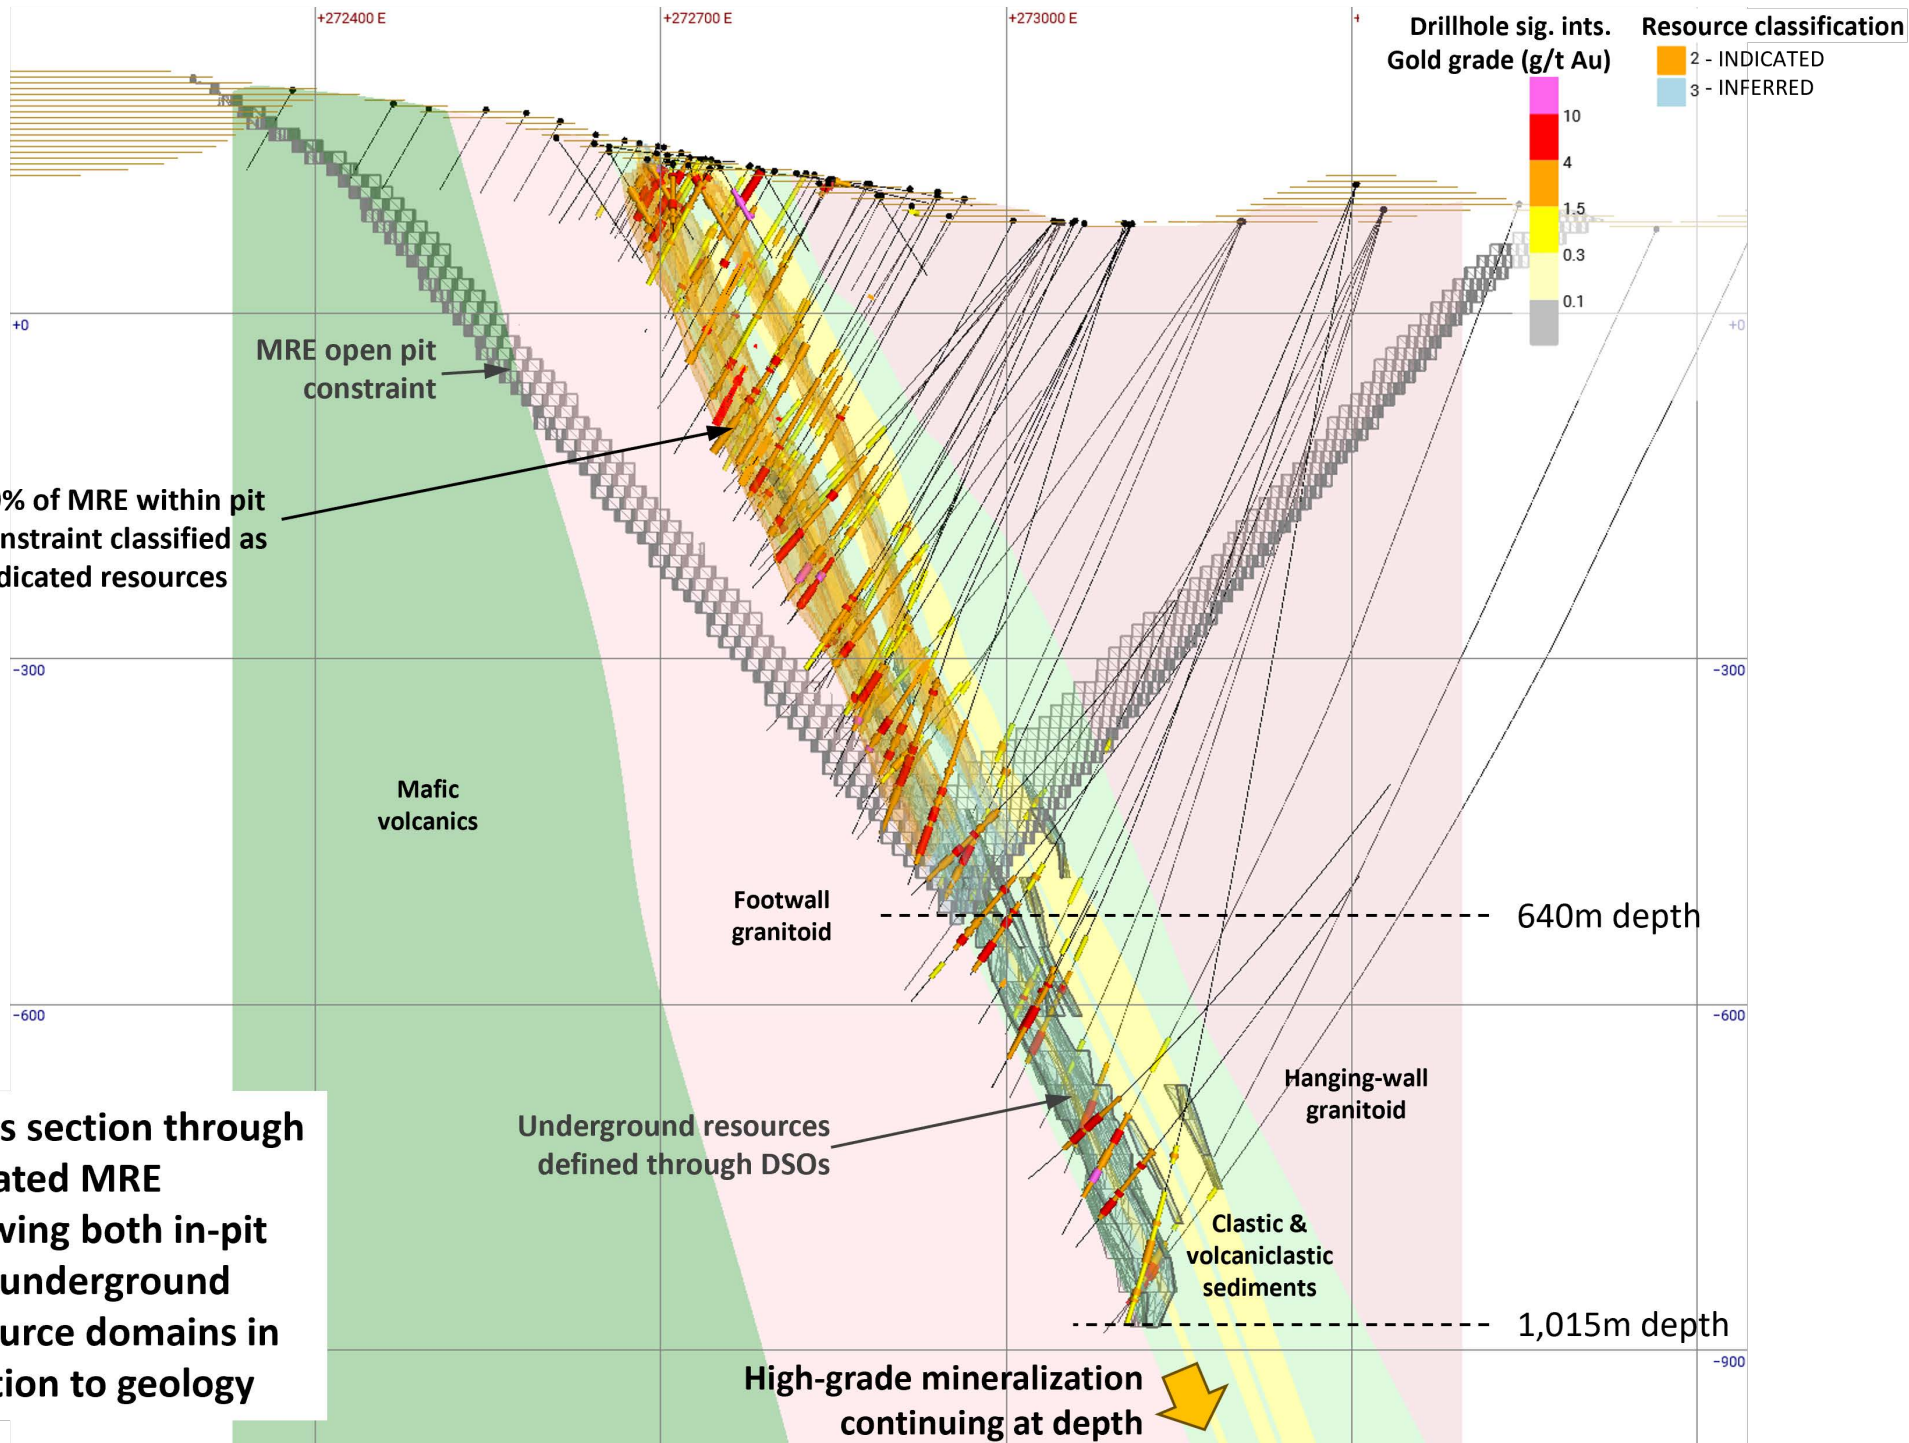 +272400 E
+272700 E
+273000 E
+
Drillhole sig. ints.
Gold grade (g/t Au)
10
4
1.5
0.3
0.1
Resource classification
2 - INDICATED
3 - INFERRED
+0
+0
MRE open pit
constraint
% of MRE within pit
nstraint classified as
dicated resources
-300
-300
Mafic
volcanics
Footwall
granitoid
640m depth
-600
-600
Hanging-wall
granitoid
Underground resources
defined through DSOs
s section through
ated MRE
wing both in-pit
underground
urce domains in
tion to geology
Clastic &
volcaniclastic
sediments
1,015m depth
-900
High-grade mineralization
continuing at depth